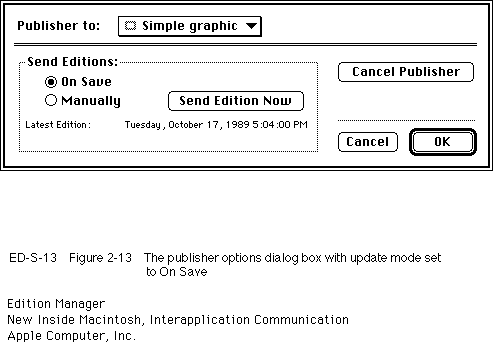 Publisher to: Simple graphic
Send Editions:
On Save
Cancel Publisher
Manually
Send Edition Now
Latest Edition: Tuesday, October 17, 1989 5:04:00 PM
Cancel
OK
ED-S-13 Figure 2-13 The publisher options dialog box with update mode set
to On Save
Edition Manager
New Inside Macintosh, Interapplication Communication
Apple Computer, Inc.